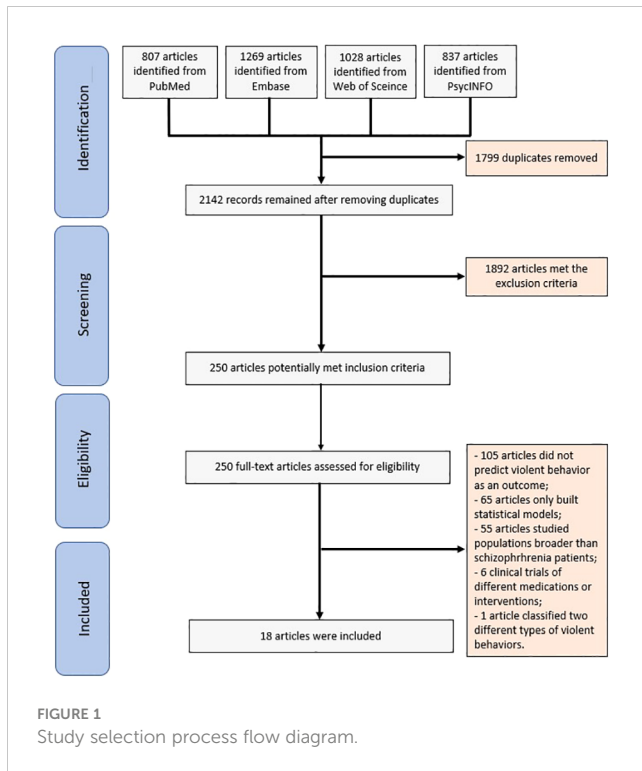 807 articles
identified from
PubMed
1269 articles
identified from
Embase
1028 articles
identified from
Web of Sceince
837 articles
identified from
PsycINFO
Identification
1799 duplicates removed
2142 records remained after removing duplicates
1892 articles met the
exclusion criteria
Screening
250 articles potentially met inclusion criteria
Eligibility
250 full-text articles assessed for eligibility
- 105 articles did not
predict violent behavior
as an outcome;
- 65 articles only built
statistical models;
- 55 articles studied
populations broader than
schizophrhrenia patients;
- 6 clinical trials of
different medications or
interventions;
- 1 article classified two
different types of violent
behaviors.
Included
18 articles were included
FIGURE 1
Study selection process flow diagram.